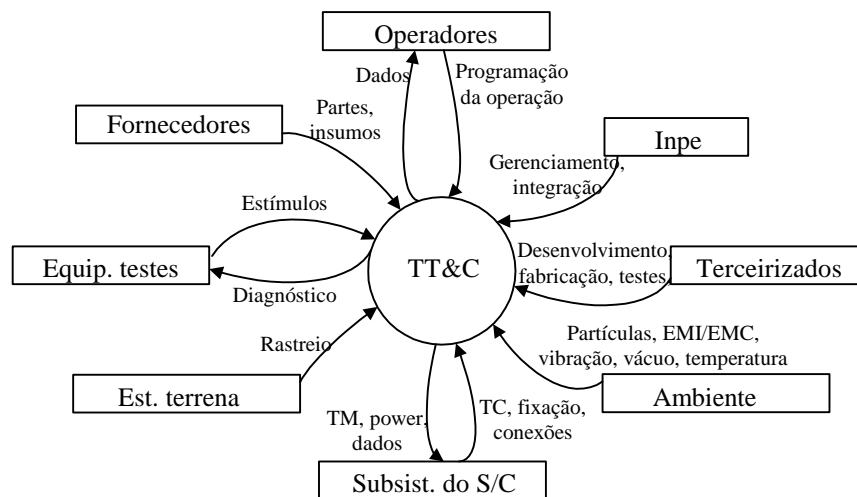 Operadores
Dados
Programação
da operação
Fornecedores
Partes,
insumos
Inpe
Gerenciamento,
integração
Estímulos
Equip. testes
Diagnóstico
TT&C
Desenvolvimento,
fabricação, testes
Terceirizados
Rastreio
Est. terrena
Partículas, EMI/EMC,
vibração, vácuo, temperatura
Ambiente
TM, power,
dados
TC, fixação,
conexões
Subsist. do S/C